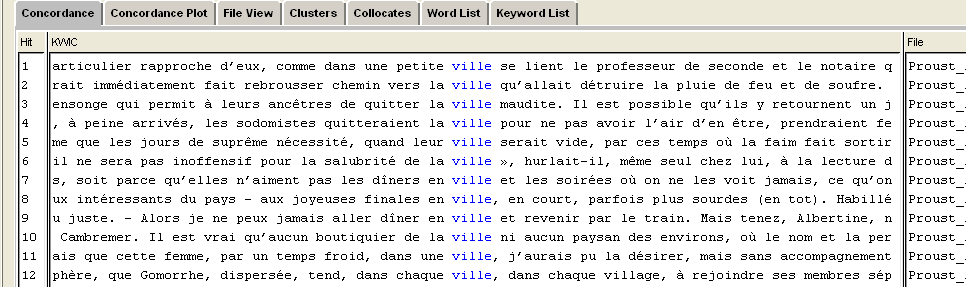 Concordance Concordance Plot File View Clusters Collocates Word List Keyword List
Hit KWIC File
1 articulier rapproche d’eux, comme dans une petite ville se lient le professeur de seconde et le notaire q Proust_
2 rait immédiatement fait rebrousser chemin vers la ville qu’allait détruire la pluie de feu et de soufre. Proust_
3 ensonge qui permit à leurs ancêtres de quitter la ville maudite. Il est possible qu’ils y retournent un j Proust_
4 , à peine arrivés, les sodomistes quitteraient la ville pour ne pas avoir l’air d’en être, prendraient fe Proust_
5 me que les jours de suprême nécessité, quand leur ville serait vide, par ces temps où la faim fait sortir Proust_
6 il ne sera pas inoffensif pour la salubrité de la ville », hurlait-il, même seul chez lui, à la lecture d Proust_
7 s, soit parce qu’elles n’aiment pas les dîners en ville et les soirées où on ne les voit jamais, ce qu’on Proust_
8 ux intéressants du pays – aux joyeuses finales en ville, en court, parfois plus sourdes (en tot). Habillé Proust_
9 u juste. – Alors je ne peux jamais aller dîner en ville et revenir par le train. Mais tenez, Albertine, n Proust_
10 Cambremer. Il est vrai qu’aucun boutiquier de la ville ni aucun paysan des environs, où le nom et la per Proust_
11 ais que cette femme, par un temps froid, dans une ville, j’aurais pu la désirer, mais sans accompagnement Proust_
12 phère, que Gomorrhe, dispersée, tend, dans chaque ville, dans chaque village, à rejoindre ses membres sép Proust_